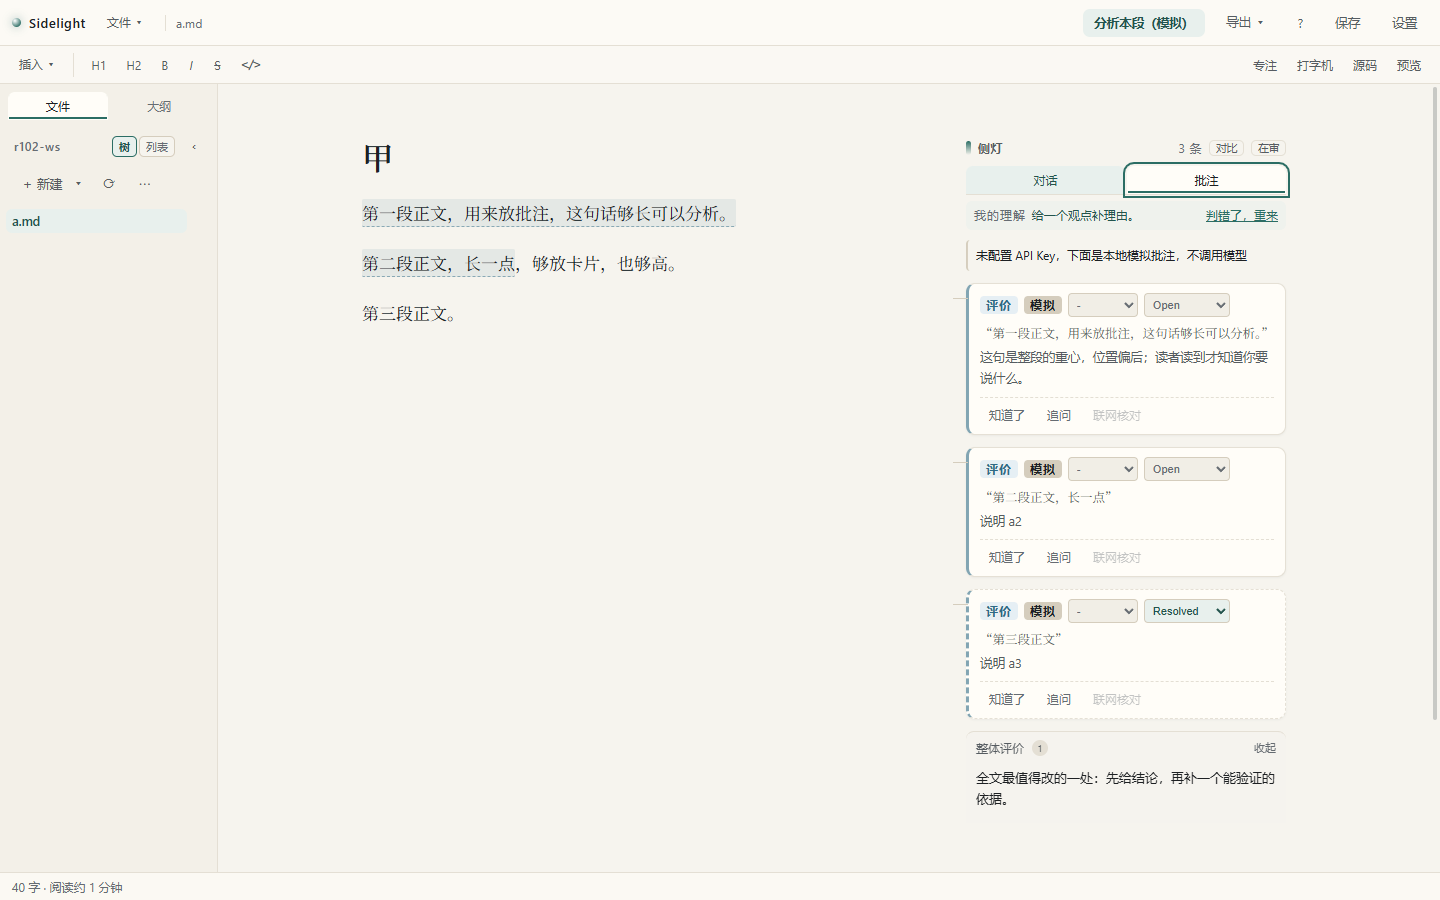 Sidelight 文件 a.md 分析本段（模拟） 导出 ? 保存 设置
插入 H1 H2 B I S </> 专注 打字机 源码 预览
文件 大纲
r102-ws 树 列表 ‹
+ 新建 ⟳ ···
a.md
甲
第一段正文，用来放批注，这句话够长可以分析。
第二段正文，长一点，够放卡片，也够高。
第三段正文。
侧灯 3 条 对比 在审
对话 批注
我的理解 给一个观点补理由。 判错了，重来
未配置 API Key，下面是本地模拟批注，不调用模型
评价 模拟 - Open
“第一段正文，用来放批注，这句话够长可以分析。”
这句是整段的重心，位置偏后；读者读到才知道你要
说什么。
知道了 追问 联网核对
评价 模拟 - Open
“第二段正文，长一点”
说明 a2
知道了 追问 联网核对
评价 模拟 - Resolved
“第三段正文”
说明 a3
知道了 追问 联网核对
整体评价 1 收起
全文最值得改的一处：先给结论，再补一个能验证的
依据。
40 字 · 阅读约 1 分钟